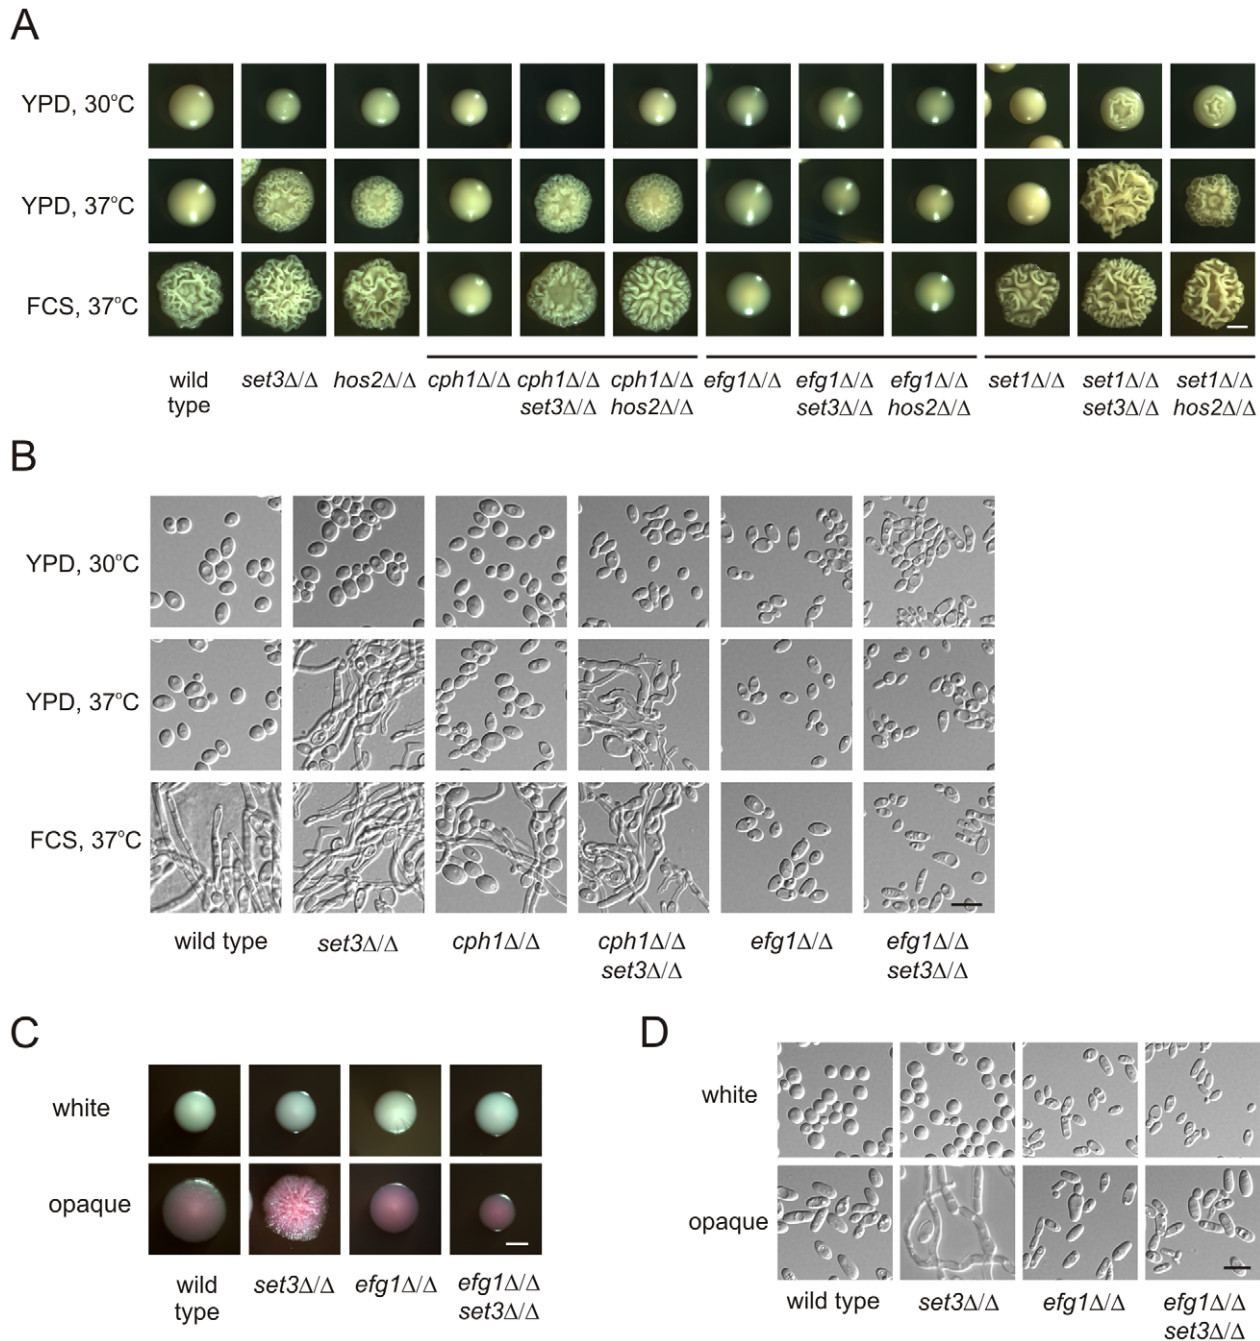 A
YPD, 30°C
YPD, 37°C
FCS, 37°C
wild type
set3Δ/Δ
hos2Δ/Δ
cph1Δ/Δ
cph1Δ/Δ set3Δ/Δ
cph1Δ/Δ hos2Δ/Δ
efg1Δ/Δ
efg1Δ/Δ set3Δ/Δ
efg1Δ/Δ hos2Δ/Δ
set1Δ/Δ
set1Δ/Δ set3Δ/Δ
set1Δ/Δ hos2Δ/Δ
B
YPD, 30°C
YPD, 37°C
FCS, 37°C
wild type
set3Δ/Δ
cph1Δ/Δ
cph1Δ/Δ set3Δ/Δ
efg1Δ/Δ
efg1Δ/Δ set3Δ/Δ
C
white
opaque
wild type
set3Δ/Δ
efg1Δ/Δ
efg1Δ/Δ set3Δ/Δ
D
white
opaque
wild type
set3Δ/Δ
efg1Δ/Δ
efg1Δ/Δ set3Δ/Δ